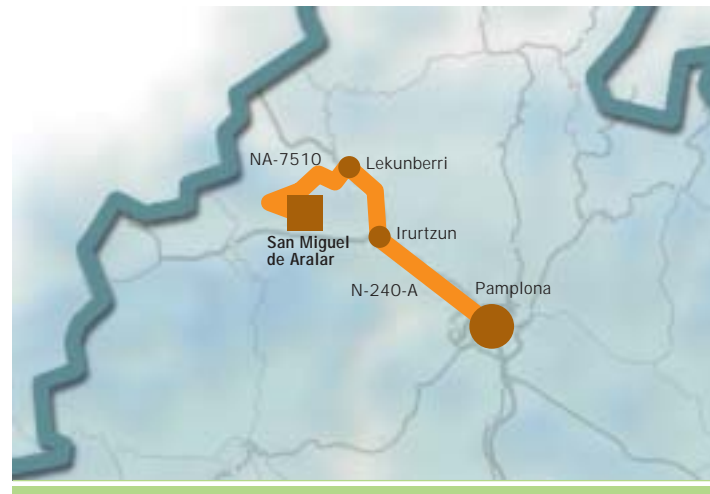 NA-7510
Lekunberri
Irurtzun
San Miguel
de Aralar
N-240-A
Pamplona